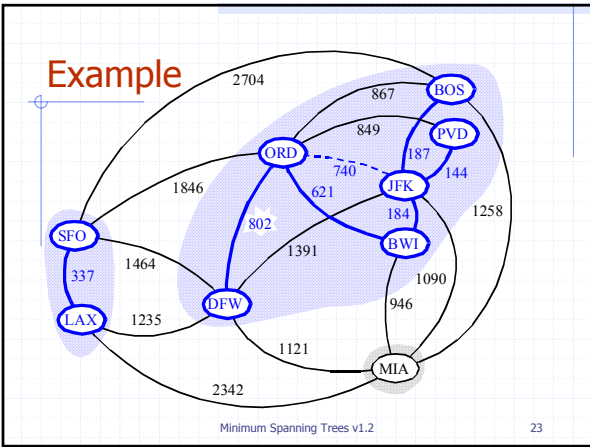 Example
2704
867
BOS
849
PVD
ORD
187
740
144
1846
621
JFK
184
1258
SFO
802
1391
BWI
1464
337
1090
DFW
946
LAX
1235
1121
MIA
2342
Minimum Spanning Trees v1.2
23